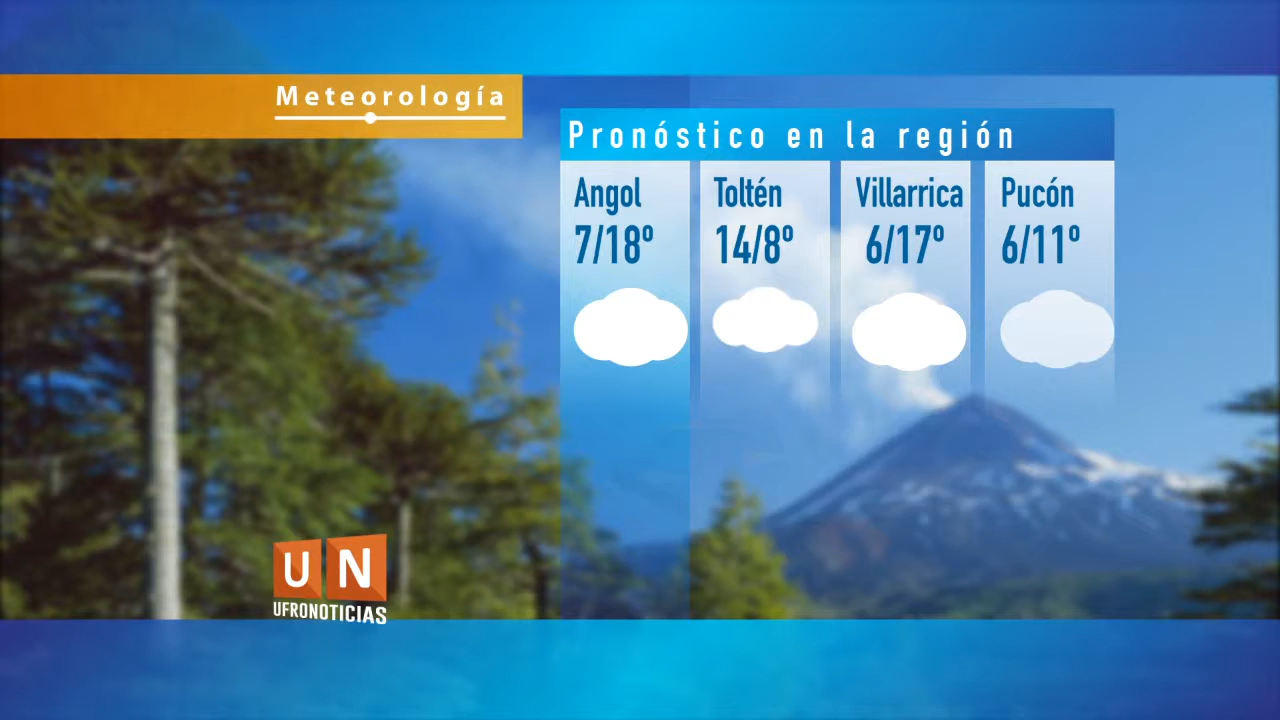 Meteorología
Pronóstico en la región
Angol
7/18º
Toltén
14/8º
Villarrica
6/17º
Pucón
6/11º
UN
UFRONOTICIAS